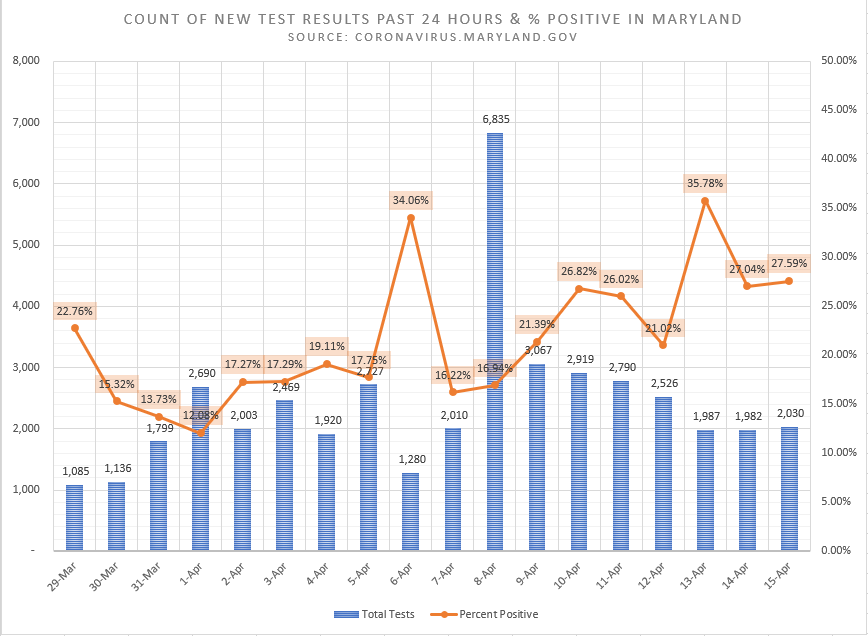 COUNT OF NEW TEST RESULTS PAST 24 HOURS & % POSITIVE IN MARYLAND
SOURCE: CORONAVIRUS.MARYLAND.GOV
8,000
7,000
6,000
5,000
4,000
3,000
2,000
1,000
-
50.00%
45.00%
40.00%
35.00%
30.00%
25.00%
20.00%
15.00%
10.00%
5.00%
0.00%
22.76%
15.32%
13.73%
12.08%
17.27%
17.29%
19.11%
17.75%
34.06%
16.22%
16.94%
21.39%
26.82%
26.02%
21.02%
35.78%
27.04%
27.59%
1,085
1,136
1,799
2,690
2,003
2,469
1,920
2,727
1,280
2,010
6,835
3,067
2,919
2,790
2,526
1,987
1,982
2,030
29-Mar
30-Mar
31-Mar
1-Apr
2-Apr
3-Apr
4-Apr
5-Apr
6-Apr
7-Apr
8-Apr
9-Apr
10-Apr
11-Apr
12-Apr
13-Apr
14-Apr
15-Apr
Total Tests
Percent Positive